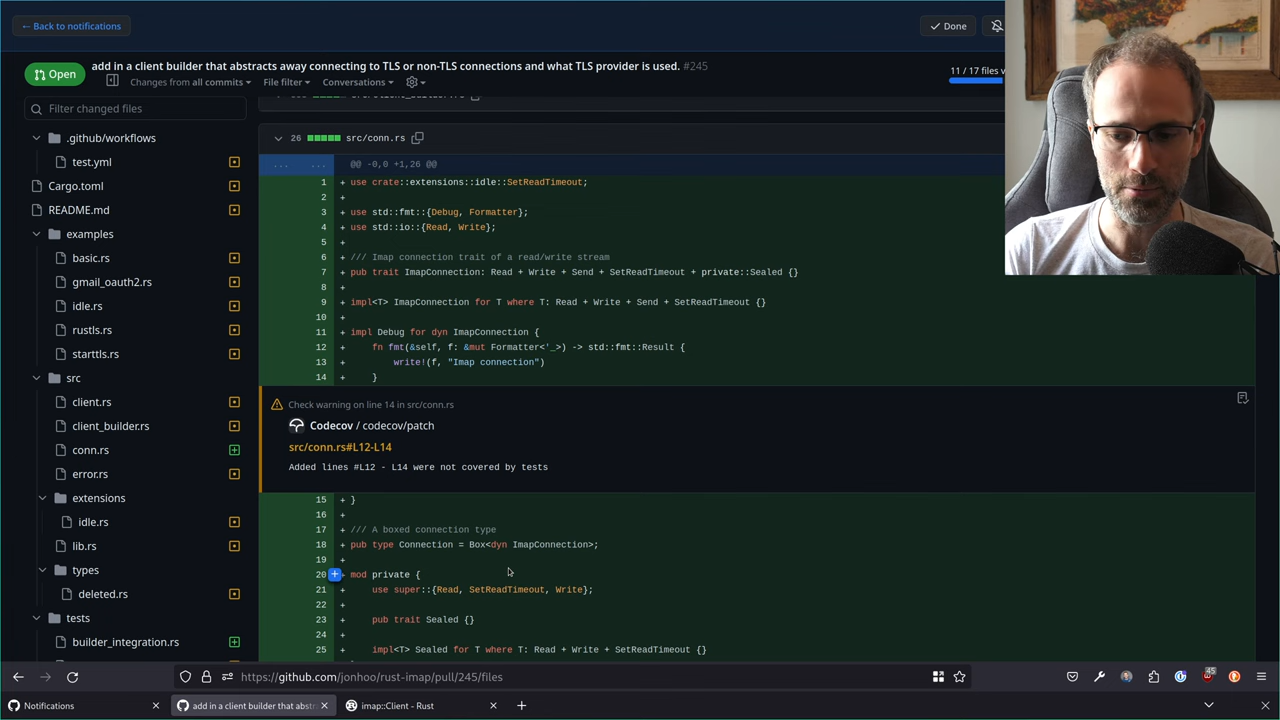 ← Back to notifications
Done
Open
add in a client builder that abstracts away connecting to TLS or non-TLS connections and what TLS provider is used. #245
Changes from all commits
File filter
Conversations
11 / 17 files v
Filter changed files
.github/workflows
test.yml
Cargo.toml
README.md
examples
basic.rs
gmail_oauth2.rs
idle.rs
rustls.rs
starttls.rs
src
client.rs
client_builder.rs
conn.rs
error.rs
extensions
idle.rs
lib.rs
types
deleted.rs
tests
builder_integration.rs
26 src/conn.rs
... ... @@ -0,0 +1,26 @@
1 + use crate::extensions::idle::SetReadTimeout;
2 +
3 + use std::fmt::{Debug, Formatter};
4 + use std::io::{Read, Write};
5 +
6 + /// Imap connection trait of a read/write stream
7 + pub trait ImapConnection: Read + Write + Send + SetReadTimeout + private::Sealed {}
8 +
9 + impl<T> ImapConnection for T where T: Read + Write + Send + SetReadTimeout {}
10 +
11 + impl Debug for dyn ImapConnection {
12 + fn fmt(&self, f: &mut Formatter<'_>) -> std::fmt::Result {
13 + write!(f, "Imap connection")
14 + }
Check warning on line 14 in src/conn.rs
Codecov / codecov/patch
src/conn.rs#L12-L14
Added lines #L12 - L14 were not covered by tests
15 + }
16 +
17 + /// A boxed connection type
18 + pub type Connection = Box<dyn ImapConnection>;
19 +
20 + mod private {
21 + use super::{Read, SetReadTimeout, Write};
22 +
23 + pub trait Sealed {}
24 +
25 + impl<T> Sealed for T where T: Read + Write + SetReadTimeout {}
https://github.com/jonhoo/rust-imap/pull/245/files
45
Notifications
add in a client builder that abstr
imap::Client - Rust